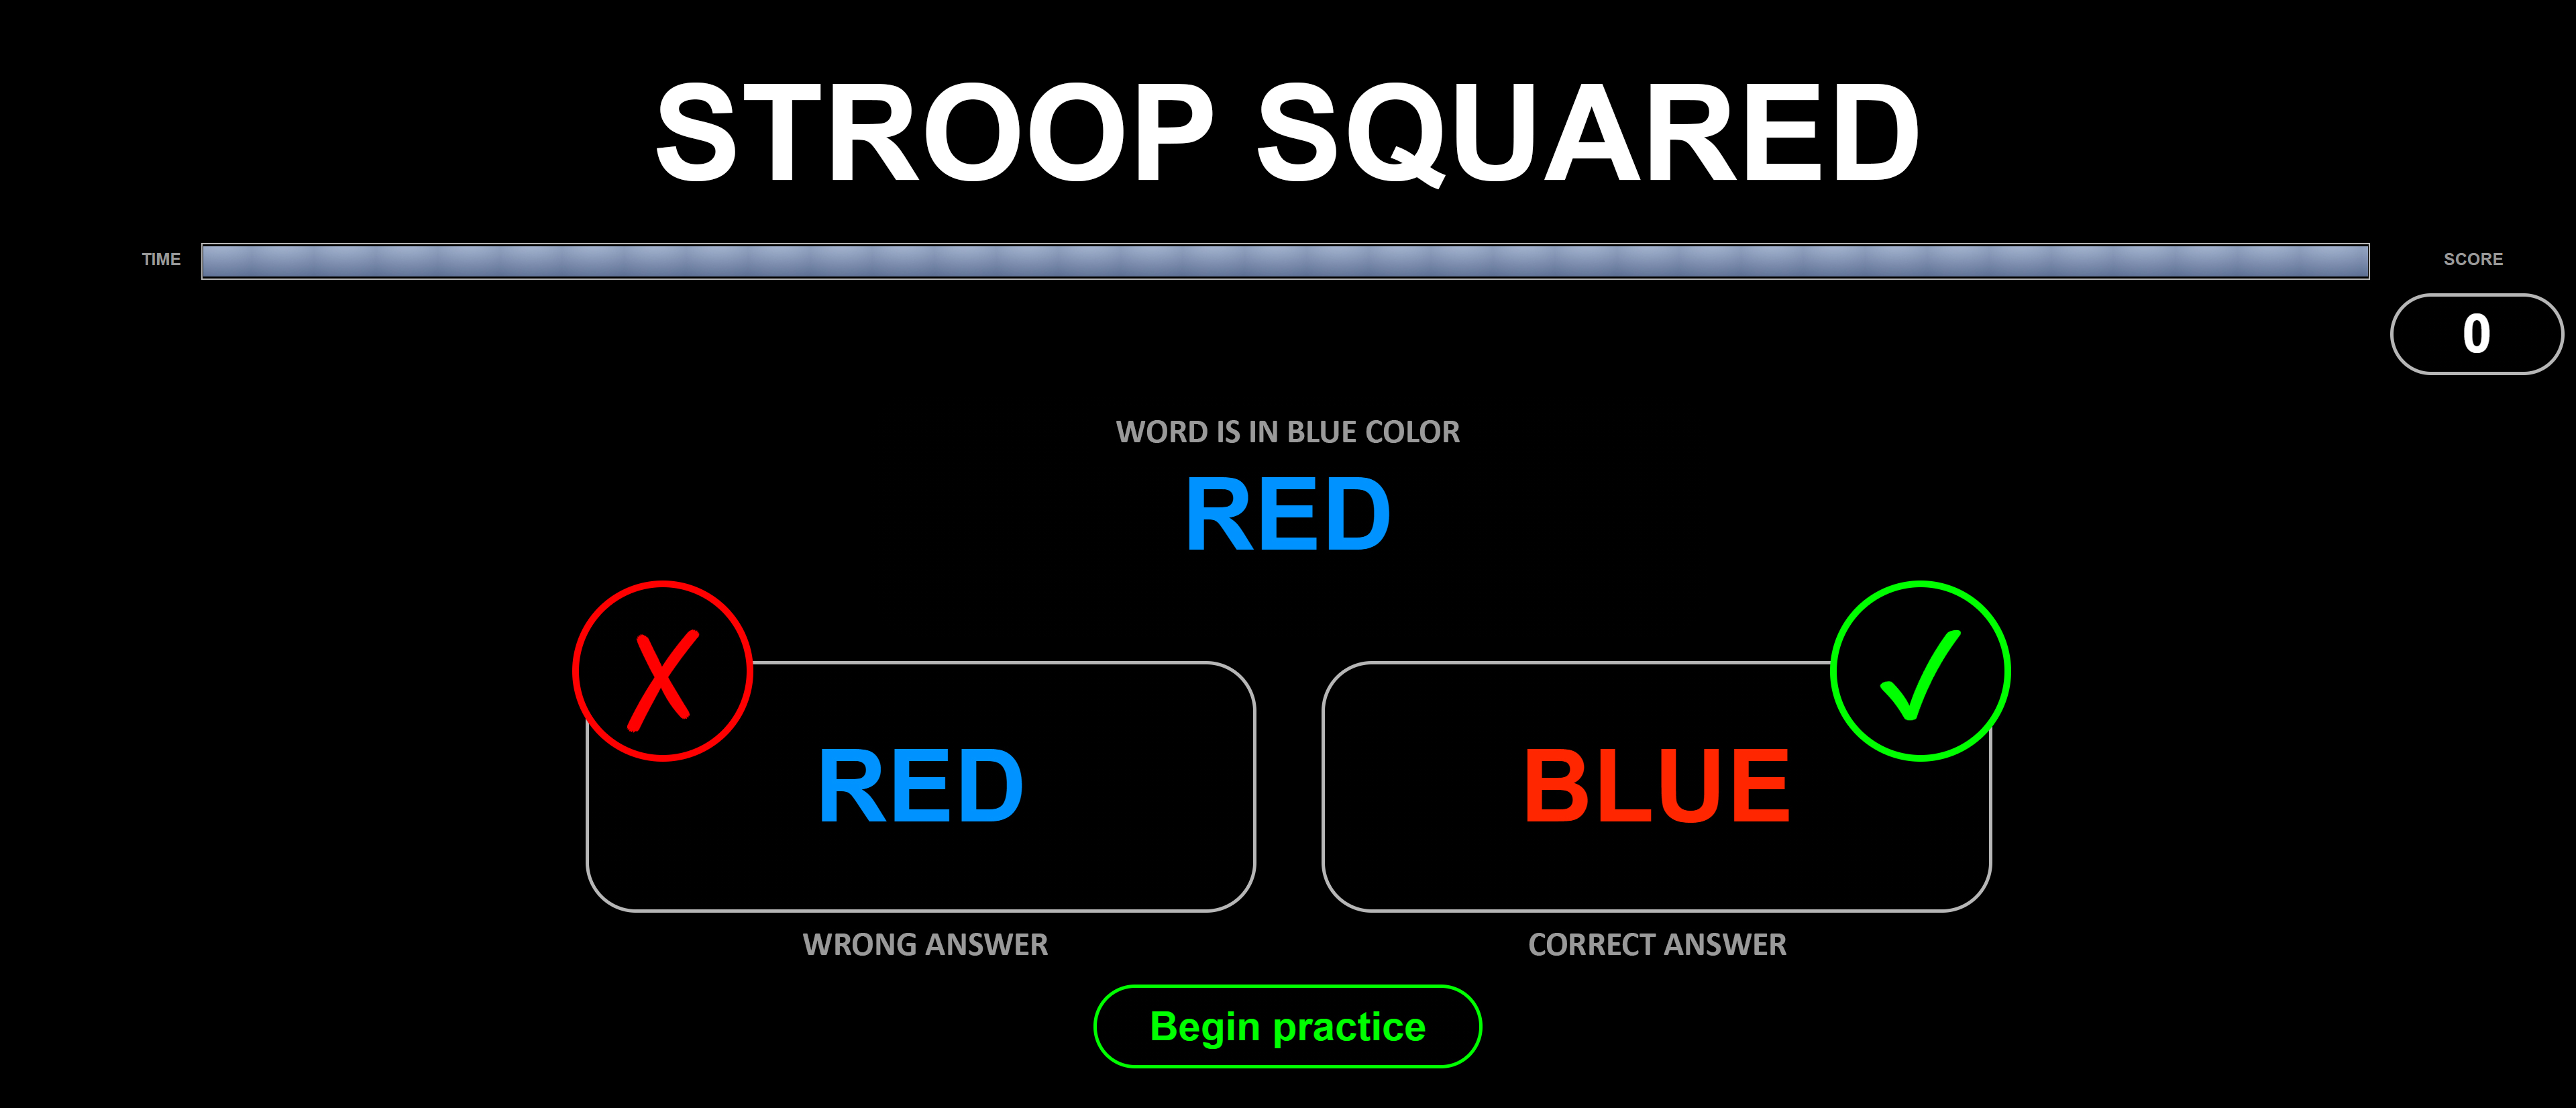 STROOP SQUARED
TIME
SCORE
0
WORD IS IN BLUE COLOR
RED
RED
BLUE
WRONG ANSWER
CORRECT ANSWER
Begin practice